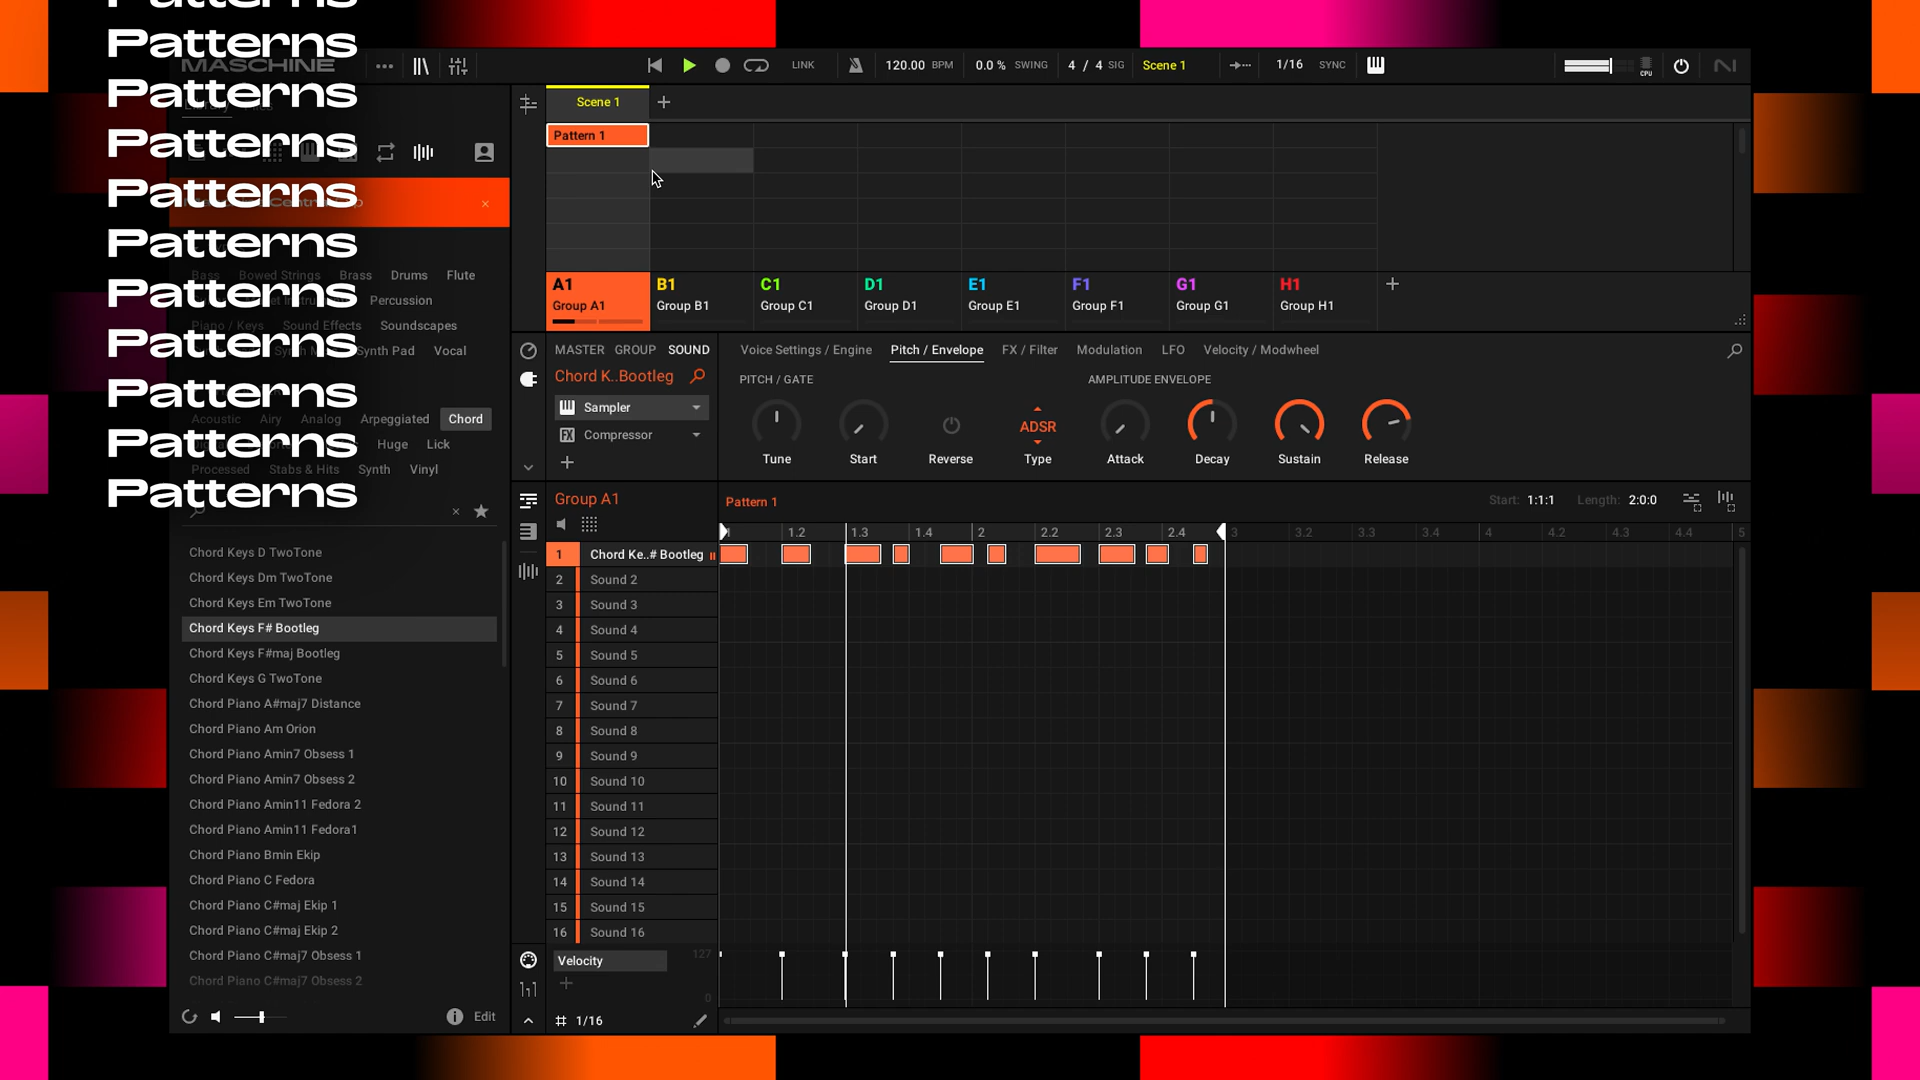 Patterns
Patterns
MASCHINE
LINK
120.00 BPM
0.0 % SWING
4 / 4 SIG
Scene 1
1/16 SYNC
CPU
Patterns
Scene 1
Pattern 1
Patterns
Patterns
Patterns
Bass Bowed Strings Brass Drums Flute
Patterns
Percussion
Piano / Keys Sound Effects Soundscapes
Patterns
Synth Pad Vocal
Patterns
Acoustic Airy Analog Arpeggiated Chord
Patterns
Huge Lick
Processed Stabs & Hits Synth Vinyl
Patterns
A1 B1 C1 D1 E1 F1 G1 H1
Group A1 Group B1 Group C1 Group D1 Group E1 Group F1 Group G1 Group H1
MASTER GROUP SOUND
Chord K..Bootleg
Sampler
FX Compressor
Voice Settings / Engine Pitch / Envelope FX / Filter Modulation LFO Velocity / Modwheel
PITCH / GATE
AMPLITUDE ENVELOPE
ADSR
Tune Start Reverse Type Attack Decay Sustain Release
Group A1
Pattern 1
Start: 1:1:1 Length: 2:0:0
1.2 1.3 1.4 2 2.2 2.3 2.4 3 3.2 3.3 3.4 4 4.2 4.3 4.4 5
Chord Keys D TwoTone
Chord Keys Dm TwoTone
Chord Keys Em TwoTone
Chord Keys F# Bootleg
Chord Keys F#maj Bootleg
Chord Keys G TwoTone
Chord Piano A#maj7 Distance
Chord Piano Am Orion
Chord Piano Amin7 Obsess 1
Chord Piano Amin7 Obsess 2
Chord Piano Amin11 Fedora 2
Chord Piano Amin11 Fedora1
Chord Piano Bmin Ekip
Chord Piano C Fedora
Chord Piano C#maj Ekip 1
Chord Piano C#maj Ekip 2
Chord Piano C#maj7 Obsess 1
Chord Piano C#maj7 Obsess 2
Edit
1 Chord Ke..# Bootleg
2 Sound 2
3 Sound 3
4 Sound 4
5 Sound 5
6 Sound 6
7 Sound 7
8 Sound 8
9 Sound 9
10 Sound 10
11 Sound 11
12 Sound 12
13 Sound 13
14 Sound 14
15 Sound 15
16 Sound 16
Velocity
127
0
1/16